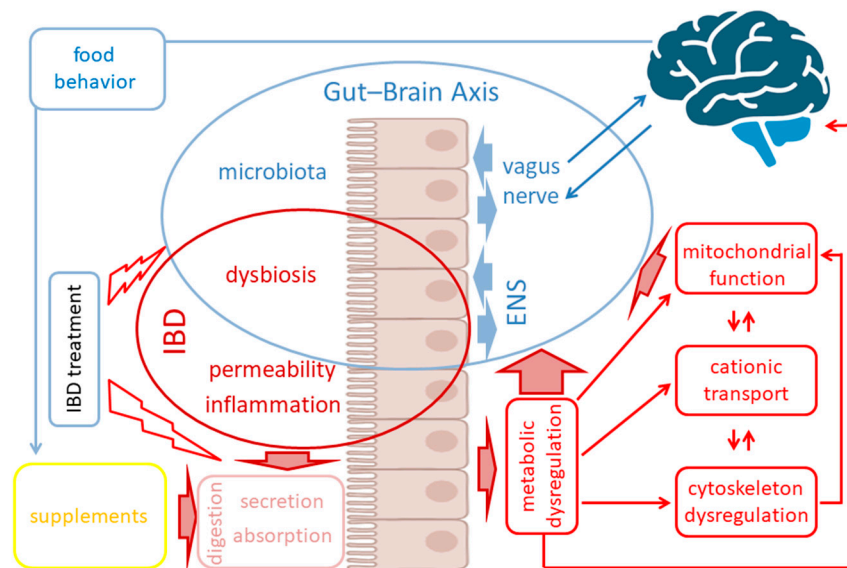 food
behavior
Gut–Brain Axis
microbiota
vagus
nerve
dysbiosis
IBD
ENS
mitochondrial
function
IBD treatment
permeability
inflammation
cationic
transport
metabolic
dysregulation
supplements
digestion
secretion
absorption
cytoskeleton
dysregulation